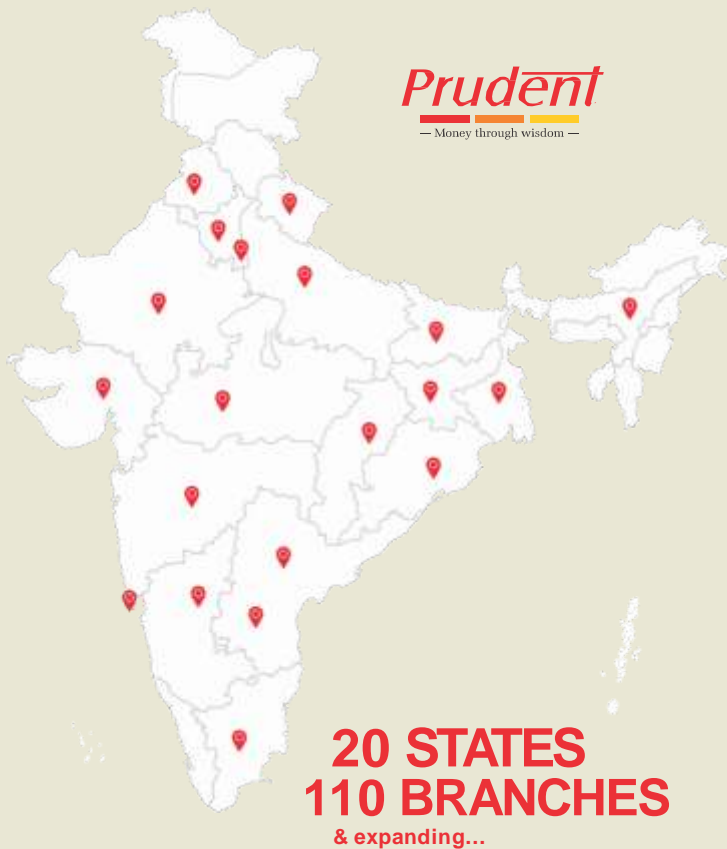 Prudent
— Money through wisdom —
20 STATES
110 BRANCHES
& expanding...